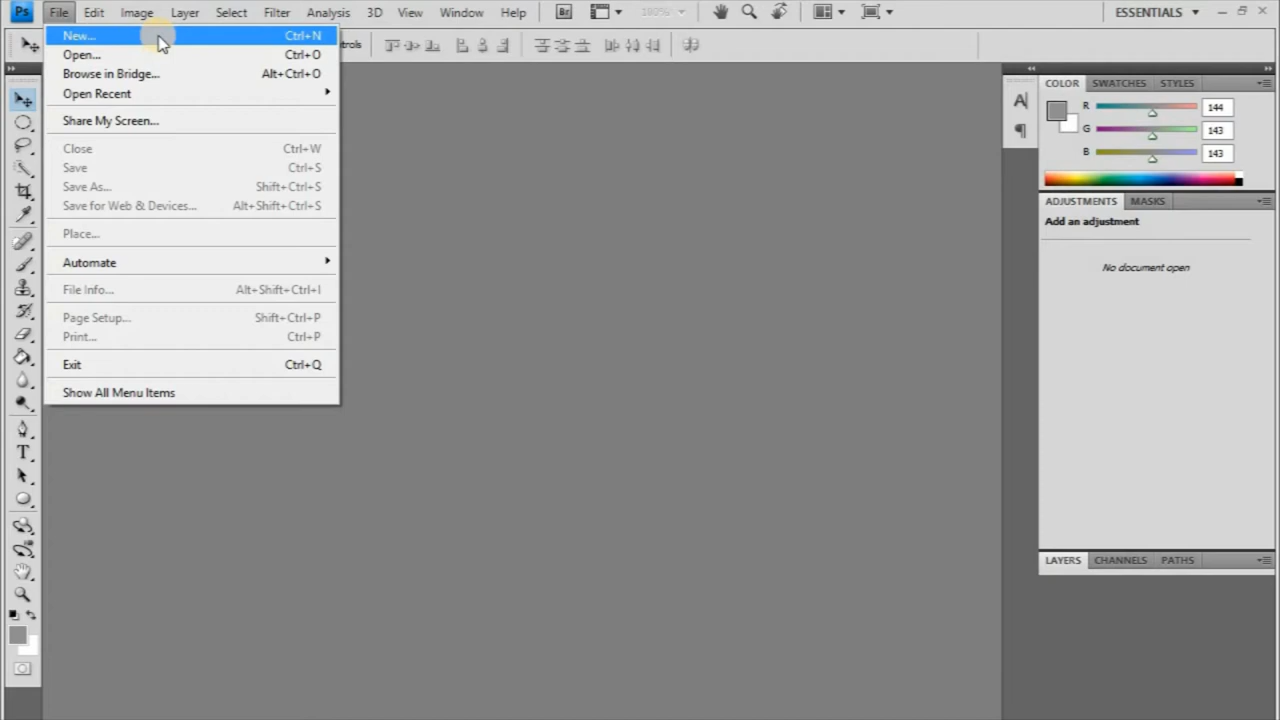 Ps File Edit Image Layer Select Filter Analysis 3D View Window Help Br 100% ESSENTIALS
New... Ctrl+N
Open... Ctrl+O
Browse in Bridge... Alt+Ctrl+O
Open Recent
Share My Screen...
Close Ctrl+W
Save Ctrl+S
Save As... Shift+Ctrl+S
Save for Web & Devices... Alt+Shift+Ctrl+S
Place...
Automate
File Info... Alt+Shift+Ctrl+I
Page Setup... Shift+Ctrl+P
Print... Ctrl+P
Exit Ctrl+Q
Show All Menu Items
COLOR SWATCHES STYLES
R 144
G 143
B 143
ADJUSTMENTS MASKS
Add an adjustment
No document open
LAYERS CHANNELS PATHS